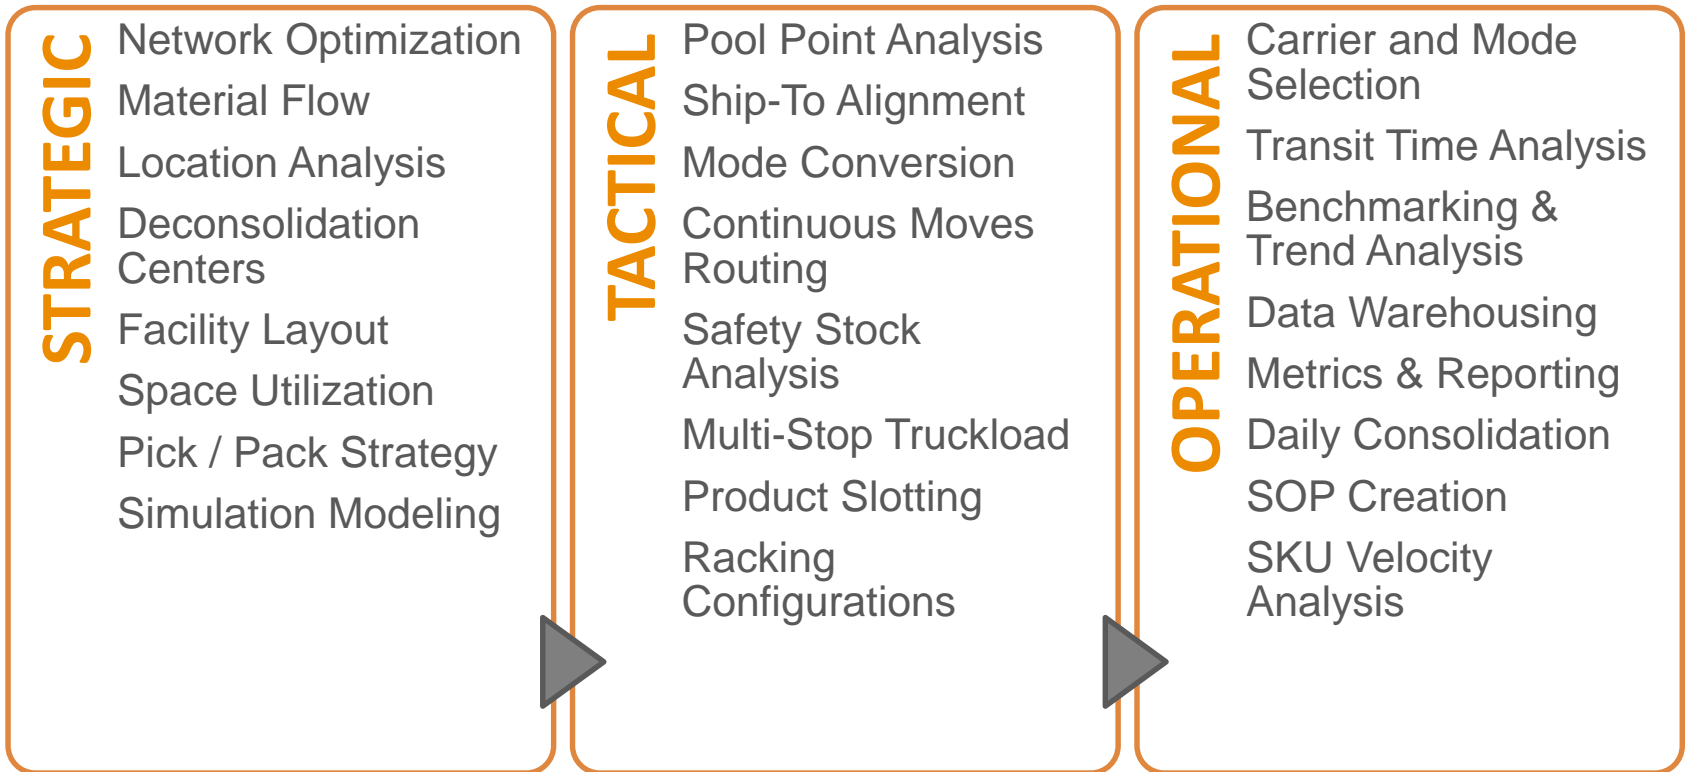 STRATEGIC
Network Optimization
Material Flow
Location Analysis
Deconsolidation
Centers
Facility Layout
Space Utilization
Pick / Pack Strategy
Simulation Modeling
TACTICAL
Pool Point Analysis
Ship-To Alignment
Mode Conversion
Continuous Moves
Routing
Safety Stock
Analysis
Multi-Stop Truckload
Product Slotting
Racking
Configurations
OPERATIONAL
Carrier and Mode
Selection
Transit Time Analysis
Benchmarking &
Trend Analysis
Data Warehousing
Metrics & Reporting
Daily Consolidation
SOP Creation
SKU Velocity
Analysis